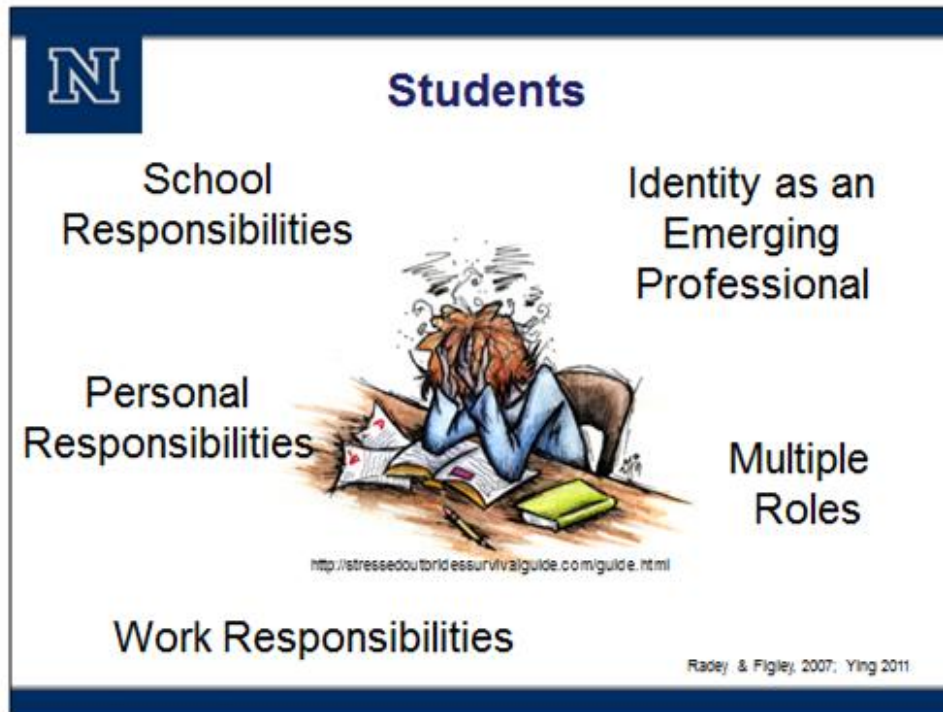 N
Students
School
Responsibilities
Identity as an
Emerging
Professional
Personal
Responsibilities
Multiple
Roles
http://stressedoutbridessurvivalguide.com/guide.html
Work Responsibilities
Radey & Figley, 2007; Ying 2011